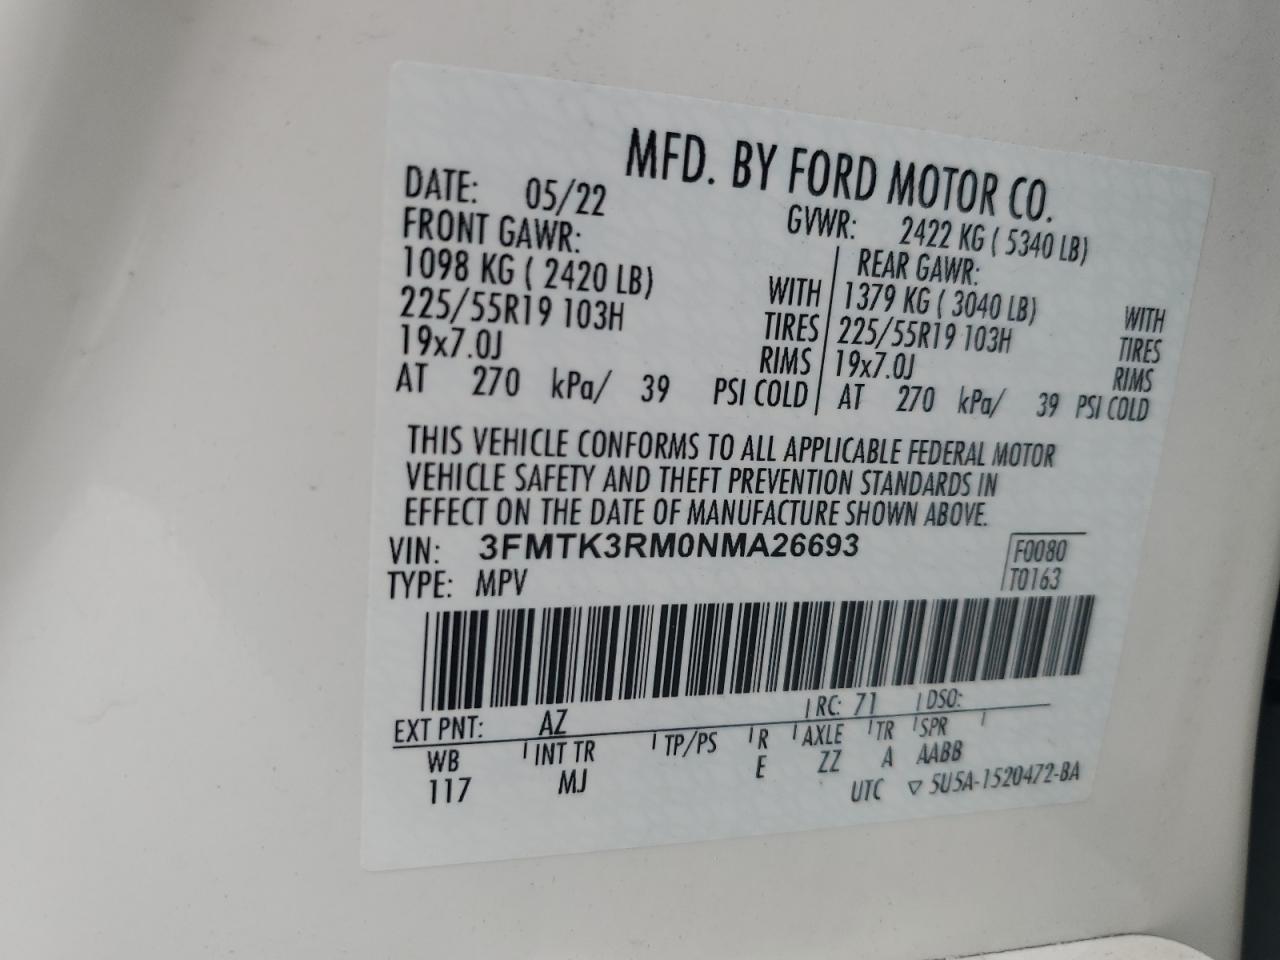 MFD. BY FORD MOTOR CO.
DATE: 05/22
GVWR: 2422 KG ( 5340 LB)
FRONT GAWR:
1098 KG ( 2420 LB) WITH
225/55R19 103H TIRES
19x7.0J RIMS
AT 270 kPa/ 39 PSI COLD
REAR GAWR:
1379 KG ( 3040 LB) WITH
225/55R19 103H TIRES
19x7.0J RIMS
AT 270 kPa/ 39 PSI COLD
THIS VEHICLE CONFORMS TO ALL APPLICABLE FEDERAL MOTOR
VEHICLE SAFETY AND THEFT PREVENTION STANDARDS IN
EFFECT ON THE DATE OF MANUFACTURE SHOWN ABOVE.
VIN: 3FMTK3RM0NMA26693
F0080
TYPE: MPV
T0163
EXT PNT: AZ RC: 71 DSO:
WB INT TR TP/PS R AXLE TR SPR
117 MJ E ZZ A AABB
UTC ▽ 5U5A-1520472-BA